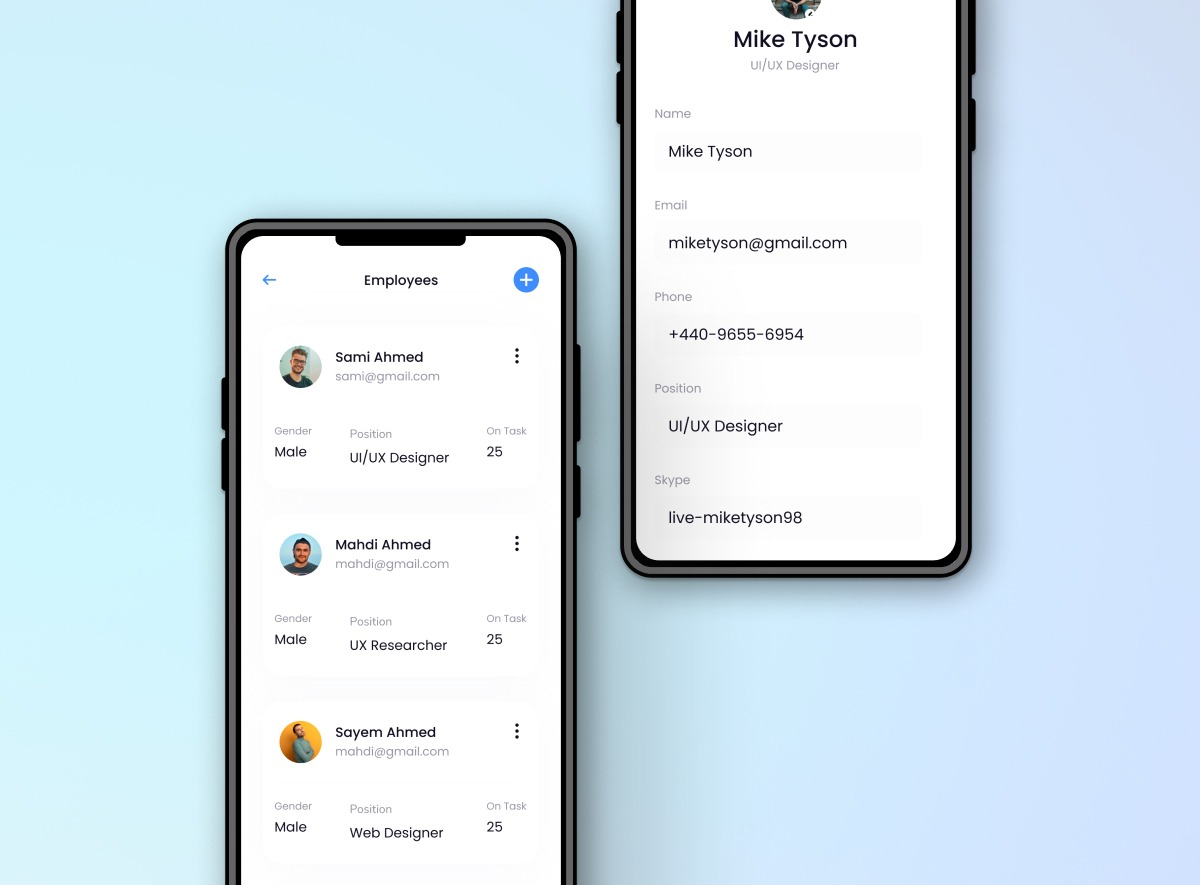 Mike Tyson
UI/UX Designer
Name
Mike Tyson
Email
miketyson@gmail.com
Phone
+440-9655-6954
Position
UI/UX Designer
Skype
live-miketyson98
Employees
Sami Ahmed
sami@gmail.com
Gender Position On Task
Male UI/UX Designer 25
Mahdi Ahmed
mahdi@gmail.com
Gender Position On Task
Male UX Researcher 25
Sayem Ahmed
mahdi@gmail.com
Gender Position On Task
Male Web Designer 25